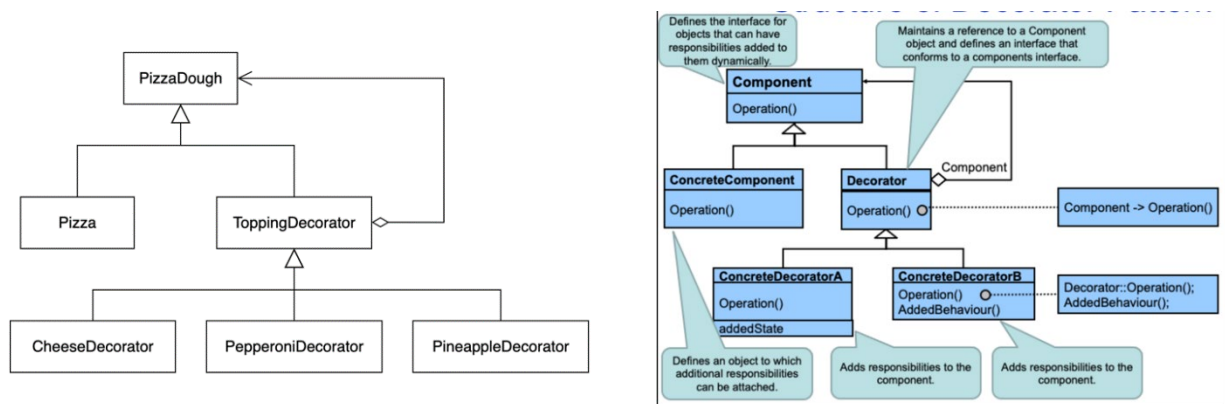 PizzaDough
Pizza
ToppingDecorator
CheeseDecorator
PepperoniDecorator
PineappleDecorator
Defines the interface for
objects that can have
responsibilities added to
them dynamically.
Maintains a reference to a Component
object and defines an interface that
conforms to a components interface.
Component
Operation()
Component
ConcreteComponent
Operation()
Decorator
Operation()
Component -> Operation()
ConcreteDecoratorA
Operation()
addedState
ConcreteDecoratorB
Operation()
AddedBehaviour()
Decorator::Operation();
AddedBehaviour();
Defines an object to which
additional responsibilities
can be attached.
Adds responsibilities to the
component.
Adds responsibilities to the
component.